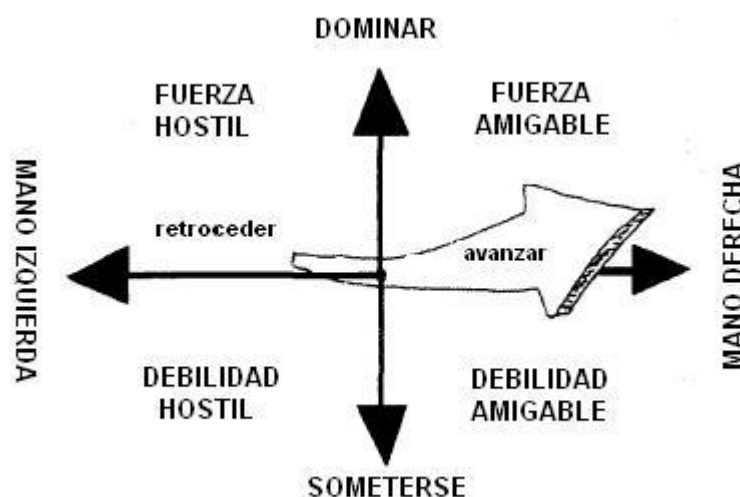 DOMINAR
FUERZA
HOSTIL
FUERZA
AMIGABLE
MANO IZQUIERDA
retroceder
avanzar
MANO DERECHA
DEBILIDAD
HOSTIL
DEBILIDAD
AMIGABLE
SOMETERSE